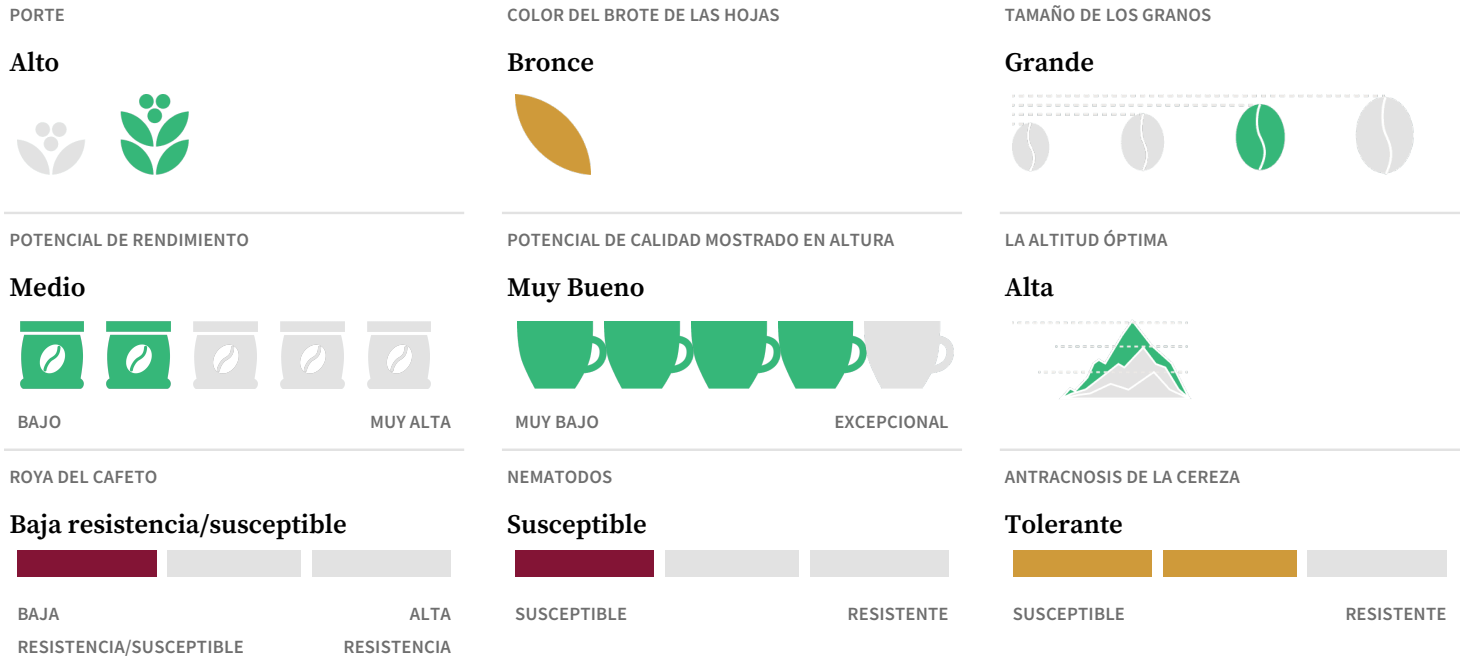 PORTE
Alto
COLOR DEL BROTE DE LAS HOJAS
Bronce
TAMAÑO DE LOS GRANOS
Grande
POTENCIAL DE RENDIMIENTO
Medio
BAJO
MUY ALTA
POTENCIAL DE CALIDAD MOSTRADO EN ALTURA
Muy Bueno
MUY BAJO
EXCEPCIONAL
LA ALTITUD ÓPTIMA
Alta
ROYA DEL CAFETO
Baja resistencia/susceptible
BAJA
RESISTENCIA/SUSCEPTIBLE
ALTA
RESISTENCIA
NEMATODOS
Susceptible
SUSCEPTIBLE
RESISTENTE
ANTRACNOSIS DE LA CEREZA
Tolerante
SUSCEPTIBLE
RESISTENTE